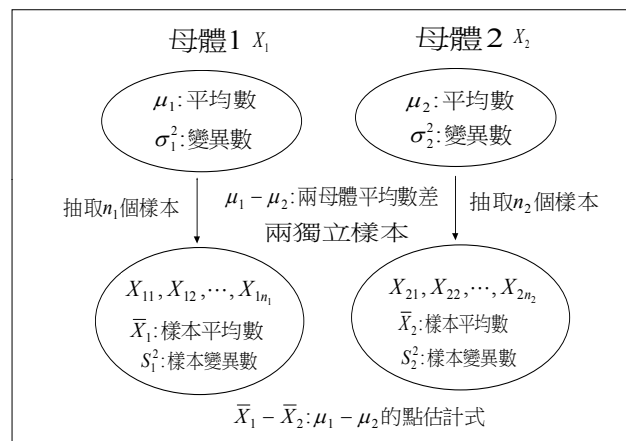 母體1 X₁
母體2 X₂
μ₁:平均數
σ₁²:變異數
μ₂:平均數
σ₂²:變異數
抽取n₁個樣本
μ₁ − μ₂:兩母體平均數差
抽取n₂個樣本
兩獨立樣本
X₁₁, X₁₂ ,⋯, X₁ₙ₁
X̄₁:樣本平均數
S₁²:樣本變異數
X₂₁, X₂₂ ,⋯, X₂ₙ₂
X̄₂:樣本平均數
S₂²:樣本變異數
X̄₁ − X̄₂:μ₁ − μ₂的點估計式